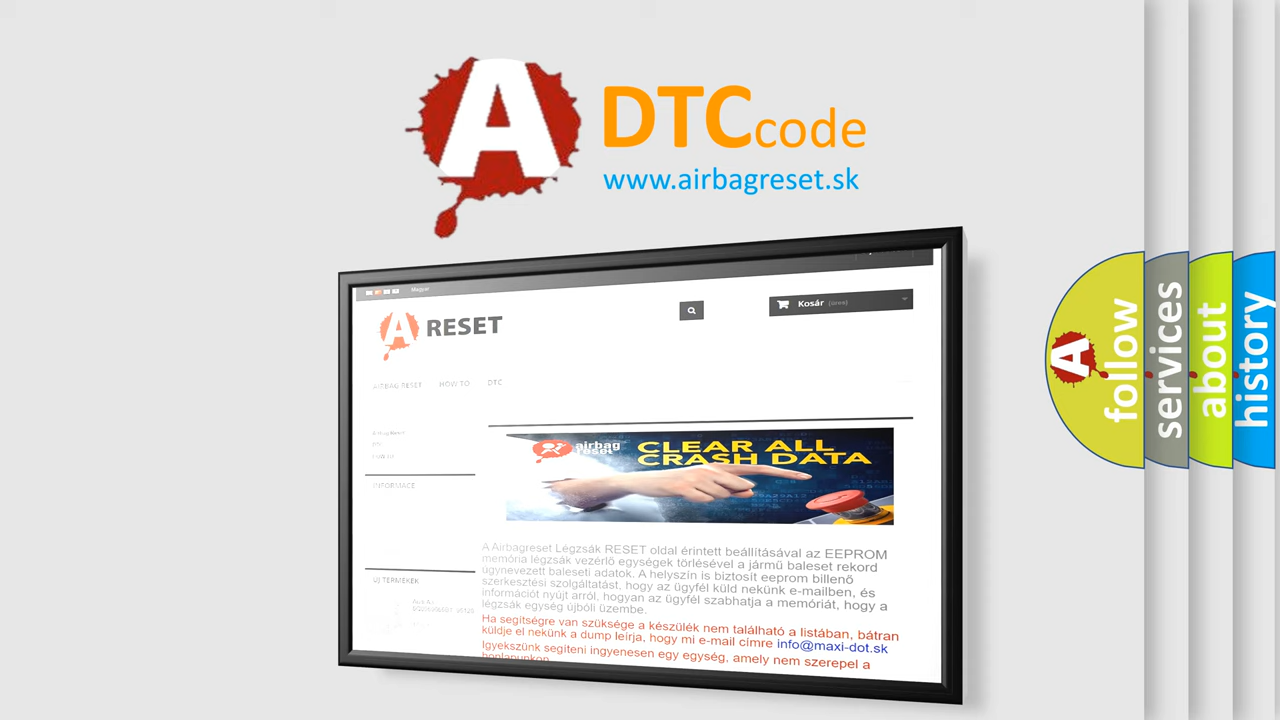 A DTCcode
www.airbagreset.sk
Magyar
Kosár (üres)
A RESET
AIRBAG RESET HOW TO DTC
INFORMACE
ÚJ TERMÉKEK
airbag
reset
CLEAR ALL
CRASH DATA
A Airbagreset Légzsák RESET oldal érintett beállításával az EEPROM
memória légzsák vezérlő egységek törlésével a jármű baleset rekord
úgynevezett baleseti adatok. A helyszín is biztosít eeprom billenő
szerkesztési szolgáltatást, hogy az ügyfél küld nekünk e-mailben, és
információt nyújt arról, hogyan az ügyfél szabhatja a memóriát, hogy a
légzsák egység újbóli üzembe.
Ha segítségre van szüksége a készülék nem található a listában, bátran
küldje el nekünk a dump leírja, hogy mi e-mail címre info@maxi-dot.sk
Igyekszünk segíteni ingyenesen egy egység, amely nem szerepel a
honlapunkon
A follow
services
about
history